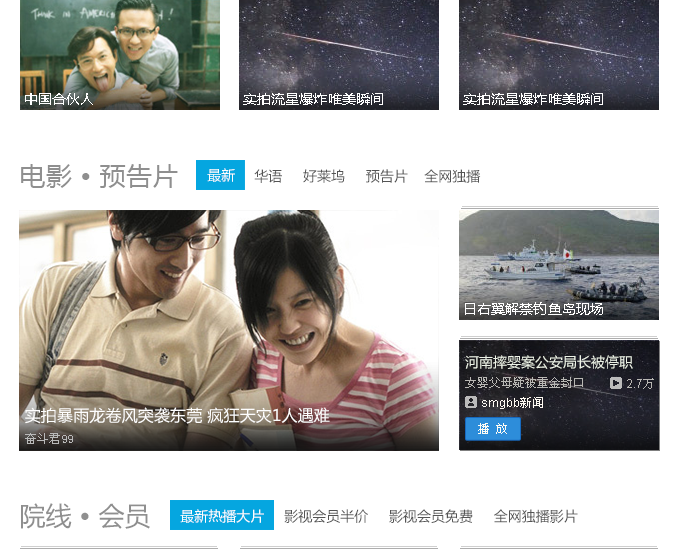 THINK IN AMERICA
中国合伙人
实拍流星爆炸唯美瞬间
实拍流星爆炸唯美瞬间
电影 • 预告片
最新 华语 好莱坞 预告片 全网独播
日右翼解禁钓鱼岛现场
实拍暴雨龙卷风突袭东莞 疯狂天灾1人遇难
奋斗君99
河南摔婴案公安局长被停职
女婴父母疑被重金封口 2.7万
smgbb新闻
播 放
院线 • 会员
最新热播大片 影视会员半价 影视会员免费 全网独播影片